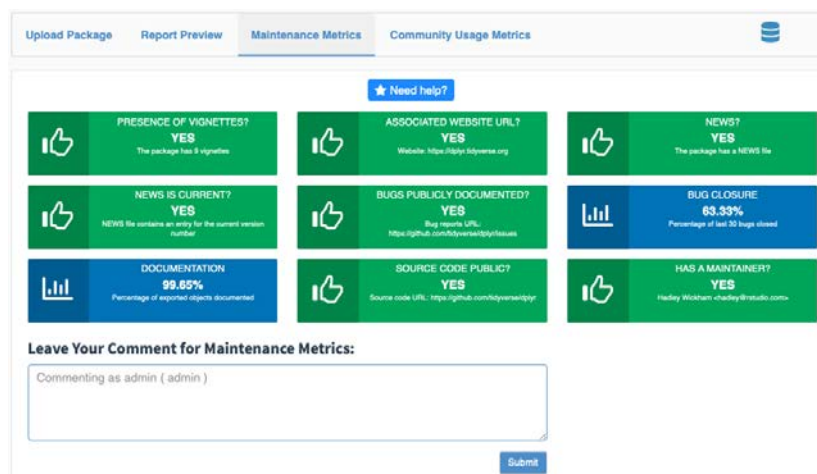 Upload Package
Report Preview
Maintenance Metrics
Community Usage Metrics
Need help?
PRESENCE OF VIGNETTES?
YES
The package has 9 vignettes
ASSOCIATED WEBSITE URL?
YES
Website: https://dplyr.tidyverse.org
NEWS?
YES
The package has a NEWS file
NEWS IS CURRENT?
YES
NEWS file contains an entry for the current version
number
BUGS PUBLICLY DOCUMENTED?
YES
Bug reports URL:
https://github.com/tidyverse/dplyr/issues
BUG CLOSURE
63.33%
Percentage of last 30 bugs closed
DOCUMENTATION
99.65%
Percentage of exported objects documented
SOURCE CODE PUBLIC?
YES
Source code URL: https://github.com/tidyverse/dplyr
HAS A MAINTAINER?
YES
Hadley Wickham <hadley@rstudio.com>
Leave Your Comment for Maintenance Metrics:
Commenting as admin ( admin )
Submit